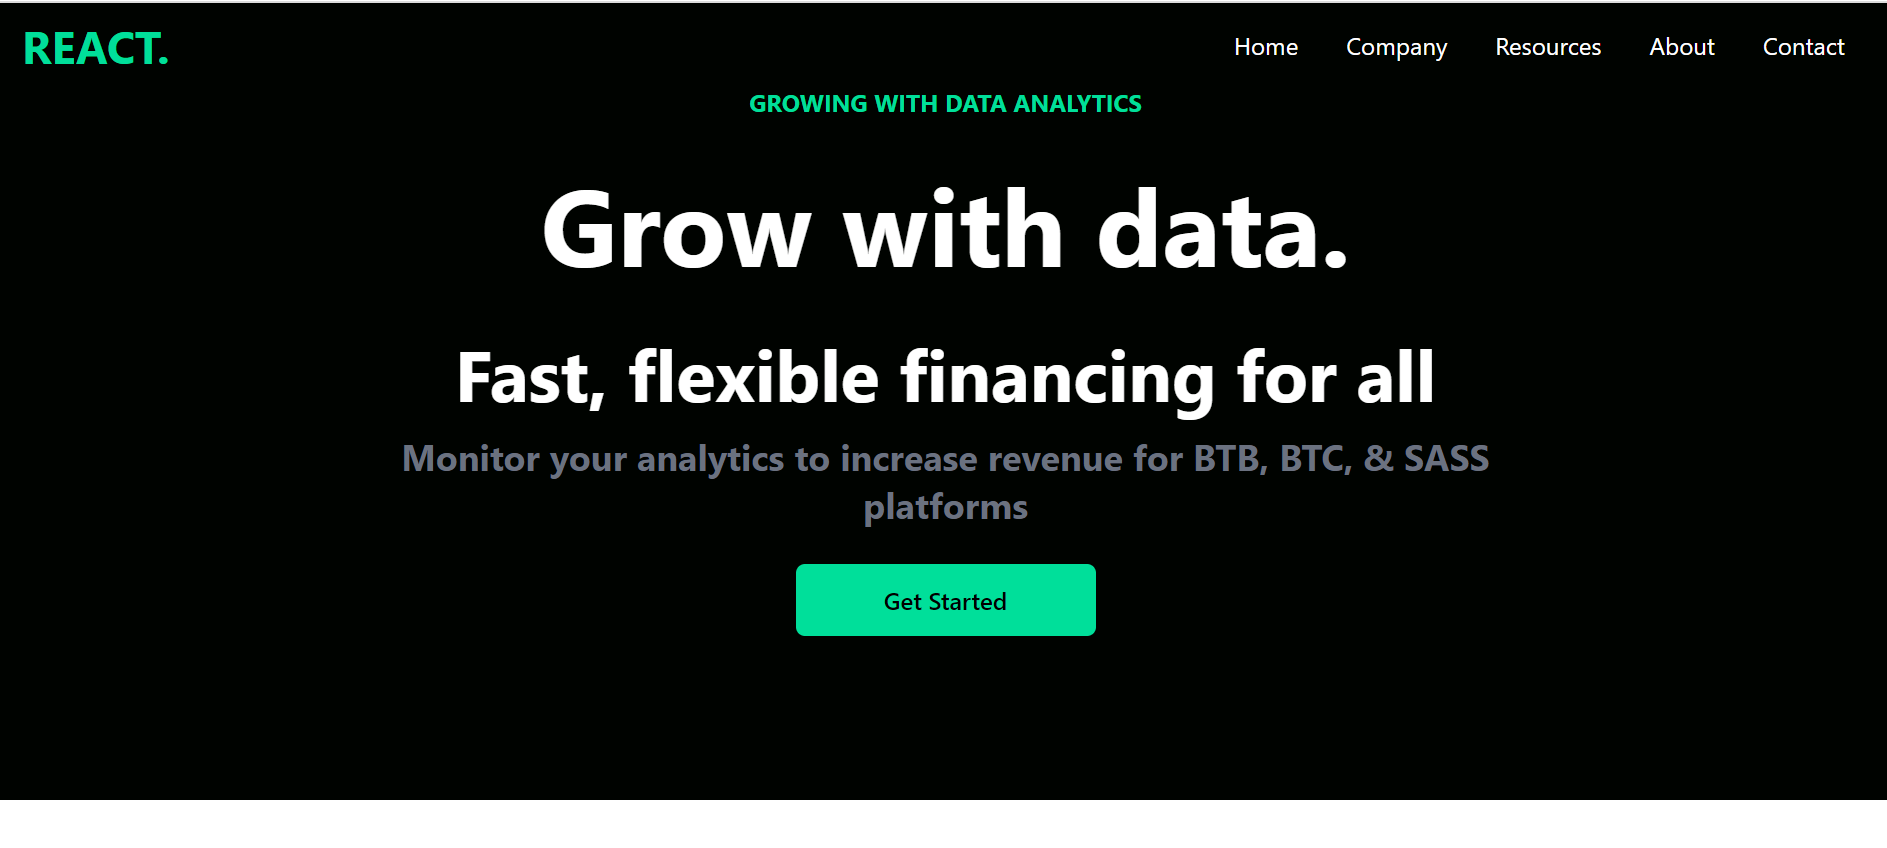 REACT.
Home Company Resources About Contact
GROWING WITH DATA ANALYTICS
Grow with data.
Fast, flexible financing for all
Monitor your analytics to increase revenue for BTB, BTC, & SASS
platforms
Get Started